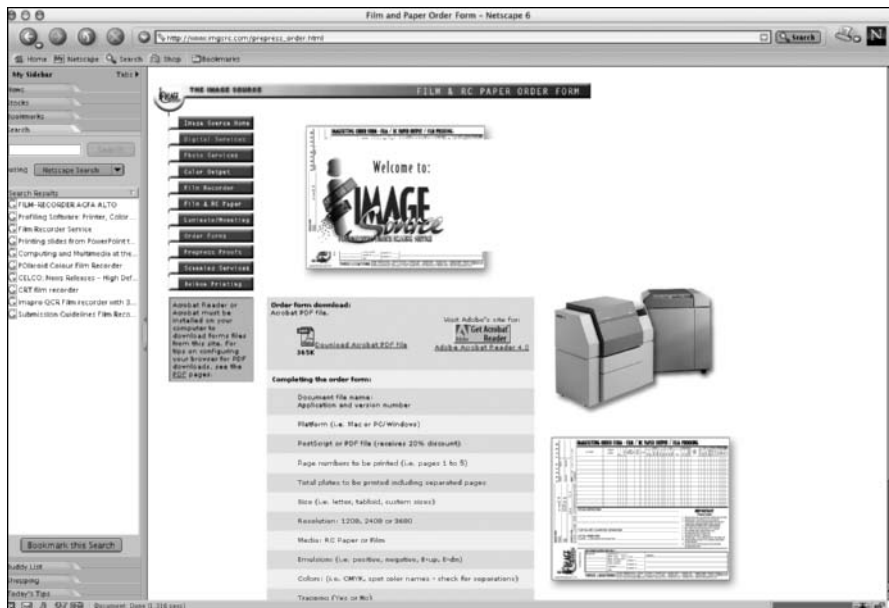 Film and Paper Order Form – Netscape 6
http://www.imgsrc.com/prepress_order.html
Search
Home
Netscape
Search
Shop
Bookmarks
My Sidebar
Tabs
News
Stocks
Bookmarks
Search
Search
Netscape Search
Search Results
FILM-RECORDER AGFA ALTO
Profiling Software: Printer, Color ...
Film Recorder Service
Printing slides from PowerPoint t...
Computing and Multimedia at the...
POlaroid Colour Film Recorder
CELCO: News Releases - High Def...
CRT film recorder
Imapro QCR Film recorder with 3...
Submission Guidelines Film Reco...
Bookmark this Search
Buddy List
Shopping
Today's Tips
THE IMAGE SOURCE
FILM & RC PAPER ORDER FORM
Image Source Home
Digital Services
Photo Services
Color Output
Film Recorder
Film & RC Paper
Laminate/Mounting
Order Forms
Prepress Proofs
Scanning Services
Welcome to:
IMAGE
Source
Acrobat Reader or
Acrobat must be
installed on your
computer to
download forms files
from this site. For
tips on configuring
your browser for PDF
downloads, see the
PDF pages.
Order form download:
Acrobat PDF file.
Download Acrobat PDF file
365K
Visit Adobe's site for:
Get Acrobat
Reader
Adobe Acrobat Reader 4.0
Completing the order form:
Document file name:
Application and version number
Platform (i.e. Mac or PC/Windows)
PostScript or PDF file (receives 20% discount)
Page numbers to be printed (i.e. pages 1 to 5)
Total plates to be printed including separated pages
Size (i.e. letter, tabloid, custom sizes)
Resolution: 1200, 2400 or 3600
Media: RC Paper or Film
Emulsions (i.e. positive, negative, E-up, E-dn)
Colors: (i.e. CMYK, spot color names - check for separations)
Trapping (Yes or No)
IMPORTANT
Document: Done